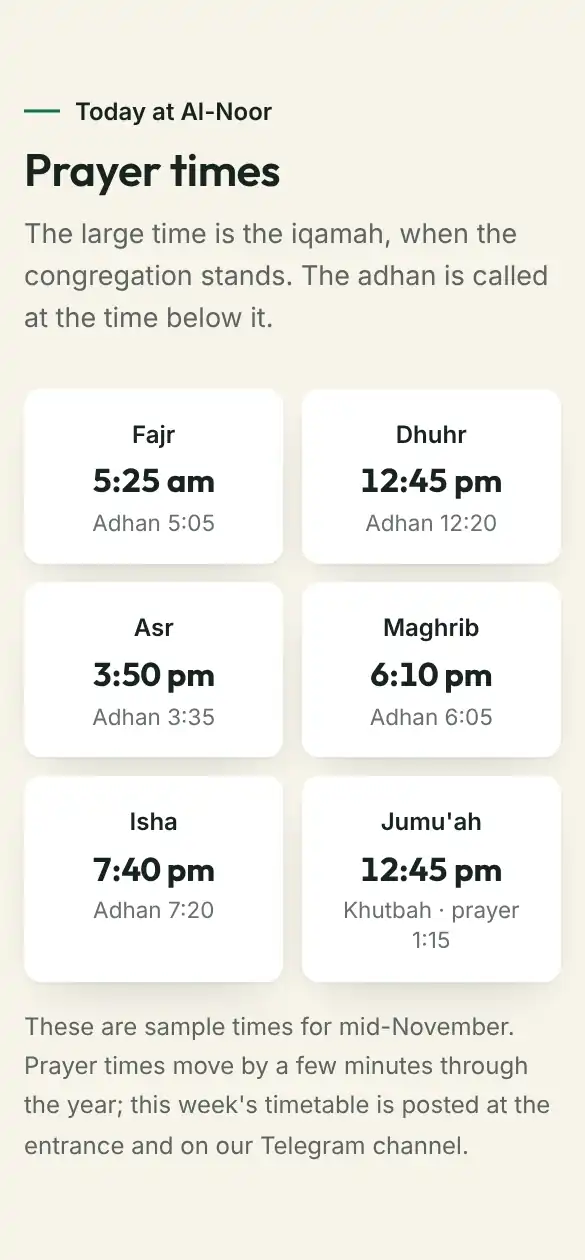 Today at Al-Noor
Prayer times
The large time is the iqamah, when the
congregation stands. The adhan is called
at the time below it.
Fajr
5:25 am
Adhan 5:05
Dhuhr
12:45 pm
Adhan 12:20
Asr
3:50 pm
Adhan 3:35
Maghrib
6:10 pm
Adhan 6:05
Isha
7:40 pm
Adhan 7:20
Jumu'ah
12:45 pm
Khutbah · prayer
1:15
These are sample times for mid-November.
Prayer times move by a few minutes through
the year; this week's timetable is posted at the
entrance and on our Telegram channel.